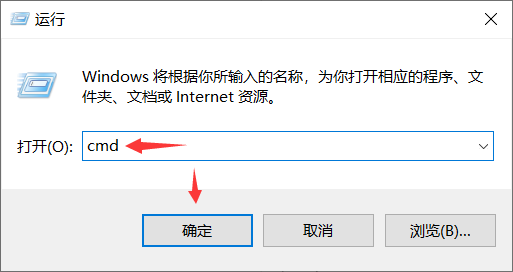 运行
Windows 将根据你所输入的名称，为你打开相应的程序、文
件夹、文档或 Internet 资源。
打开(O): cmd
确定 取消 浏览(B)...